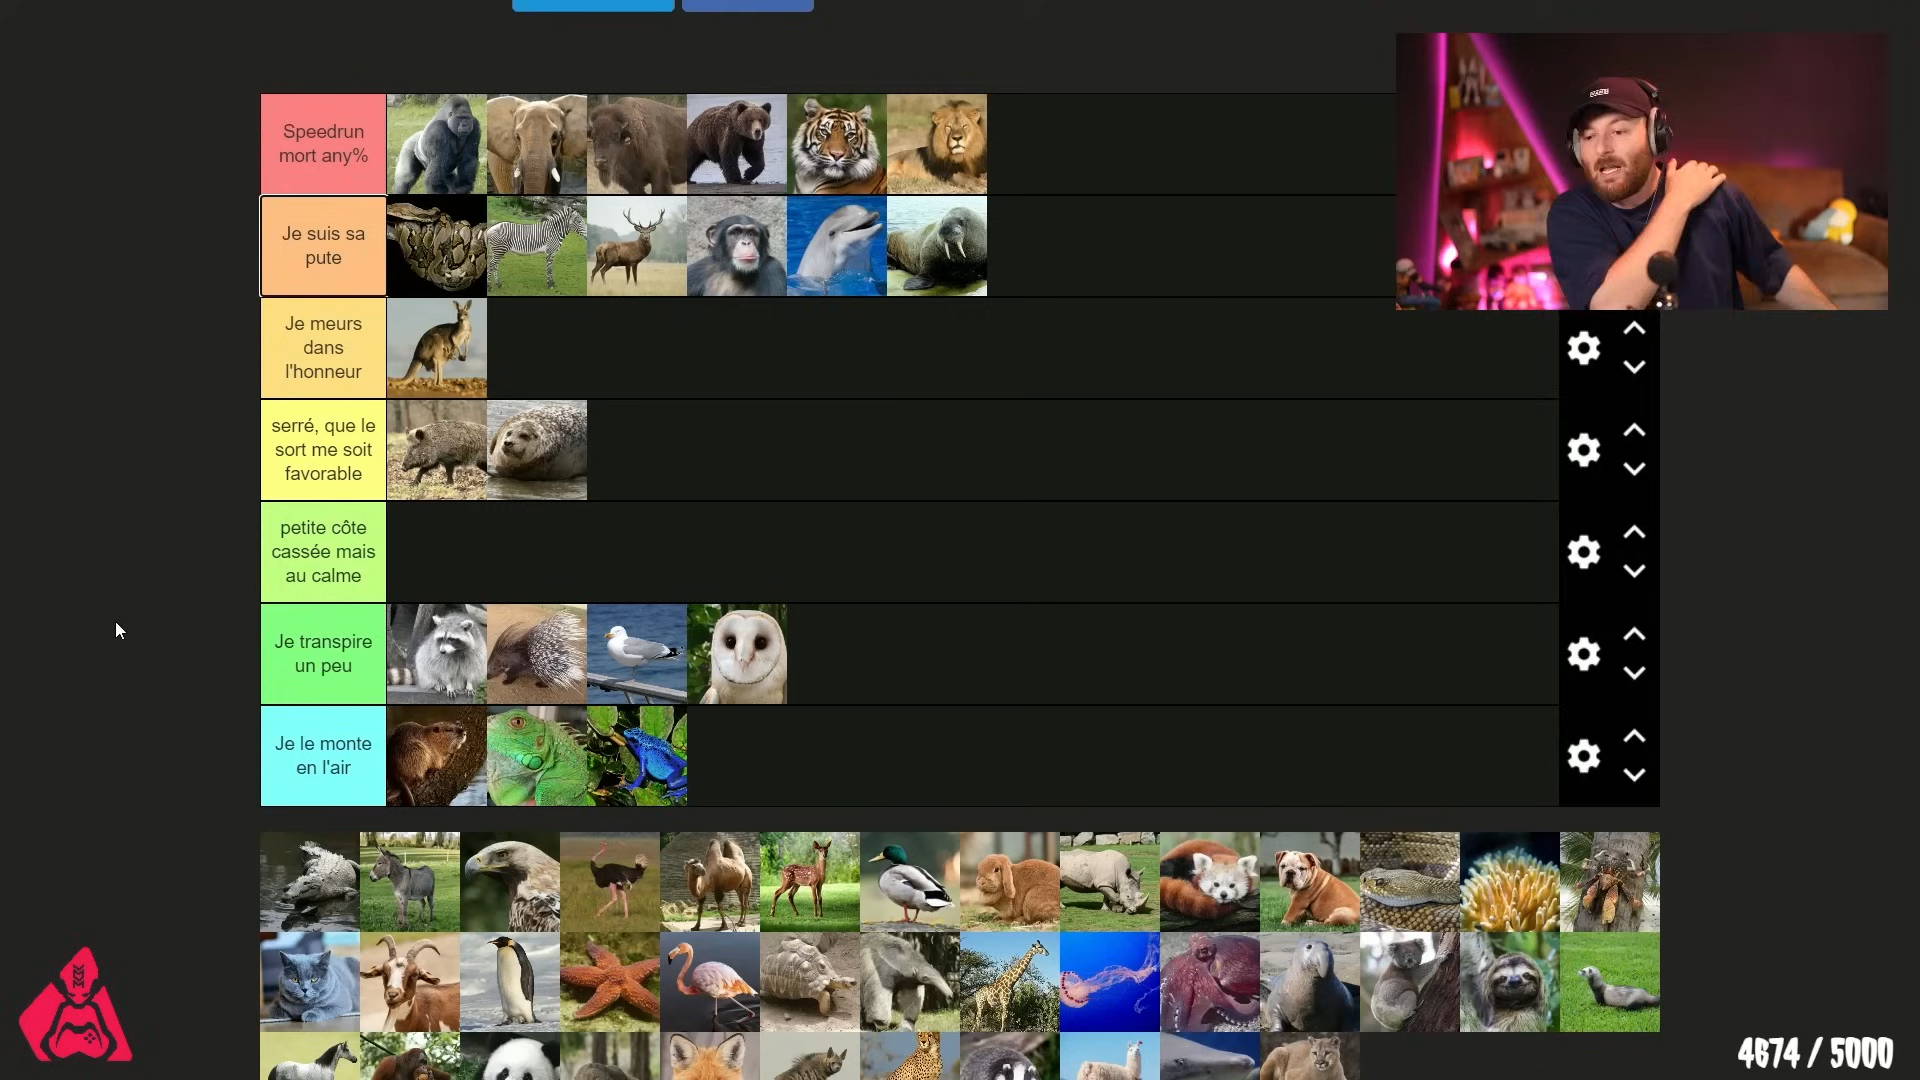 Speedrun
mort any%
Je suis sa
pute
Je meurs
dans
l'honneur
serré, que le
sort me soit
favorable
petite côte
cassée mais
au calme
Je transpire
un peu
Je le monte
en l'air
4674 / 5000